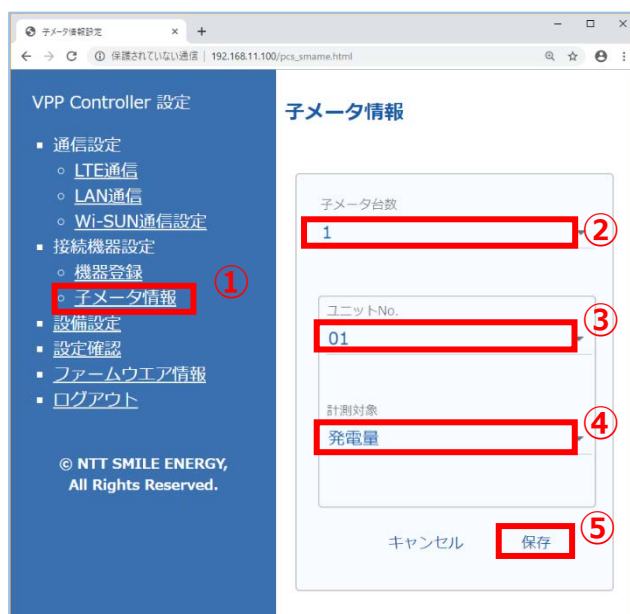 子メータ情報設定
保護されていない通信 | 192.168.11.100/pcs_smame.html
VPP Controller 設定
通信設定
LTE通信
LAN通信
Wi-SUN通信設定
接続機器設定
機器登録
①
子メータ情報
設備設定
設定確認
ファームウエア情報
ログアウト
© NTT SMILE ENERGY,
All Rights Reserved.
子メータ情報
子メータ台数
1
②
ユニットNo.
01
③
計測対象
発電量
④
キャンセル
保存
⑤